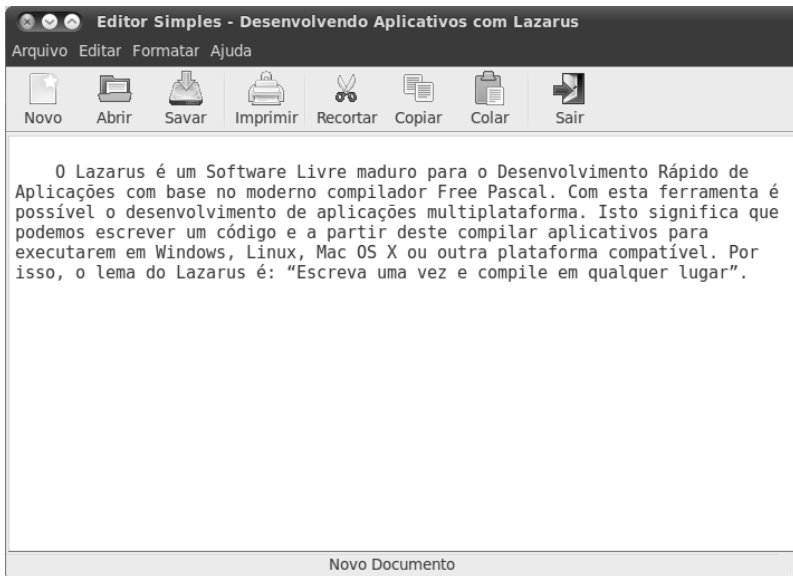 Editor Simples - Desenvolvendo Aplicativos com Lazarus
Arquivo Editar Formatar Ajuda
Novo Abrir Savar Imprimir Recortar Copiar Colar Sair
O Lazarus é um Software Livre maduro para o Desenvolvimento Rápido de
Aplicações com base no moderno compilador Free Pascal. Com esta ferramenta é
possível o desenvolvimento de aplicações multiplataforma. Isto significa que
podemos escrever um código e a partir deste compilar aplicativos para
executarem em Windows, Linux, Mac OS X ou outra plataforma compatível. Por
isso, o lema do Lazarus é: “Escreva uma vez e compile em qualquer lugar”.
Novo Documento